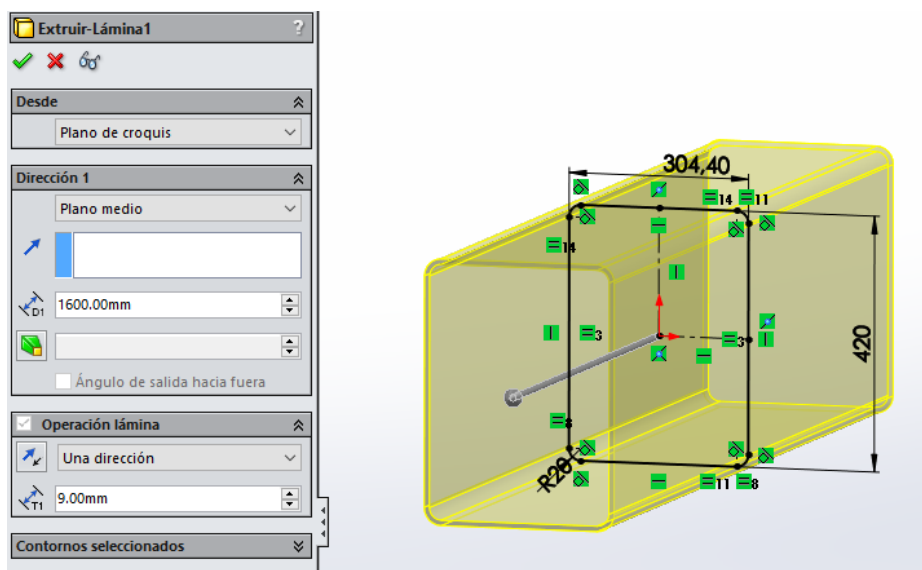 Extruir-Lámina1 ?
Desde
Plano de croquis
Dirección 1
Plano medio
D1 1600.00mm
Ángulo de salida hacia fuera
Operación lámina
Una dirección
T1 9.00mm
Contornos seleccionados
304,40
14 11
14
3
3
420
8
R20
11 8